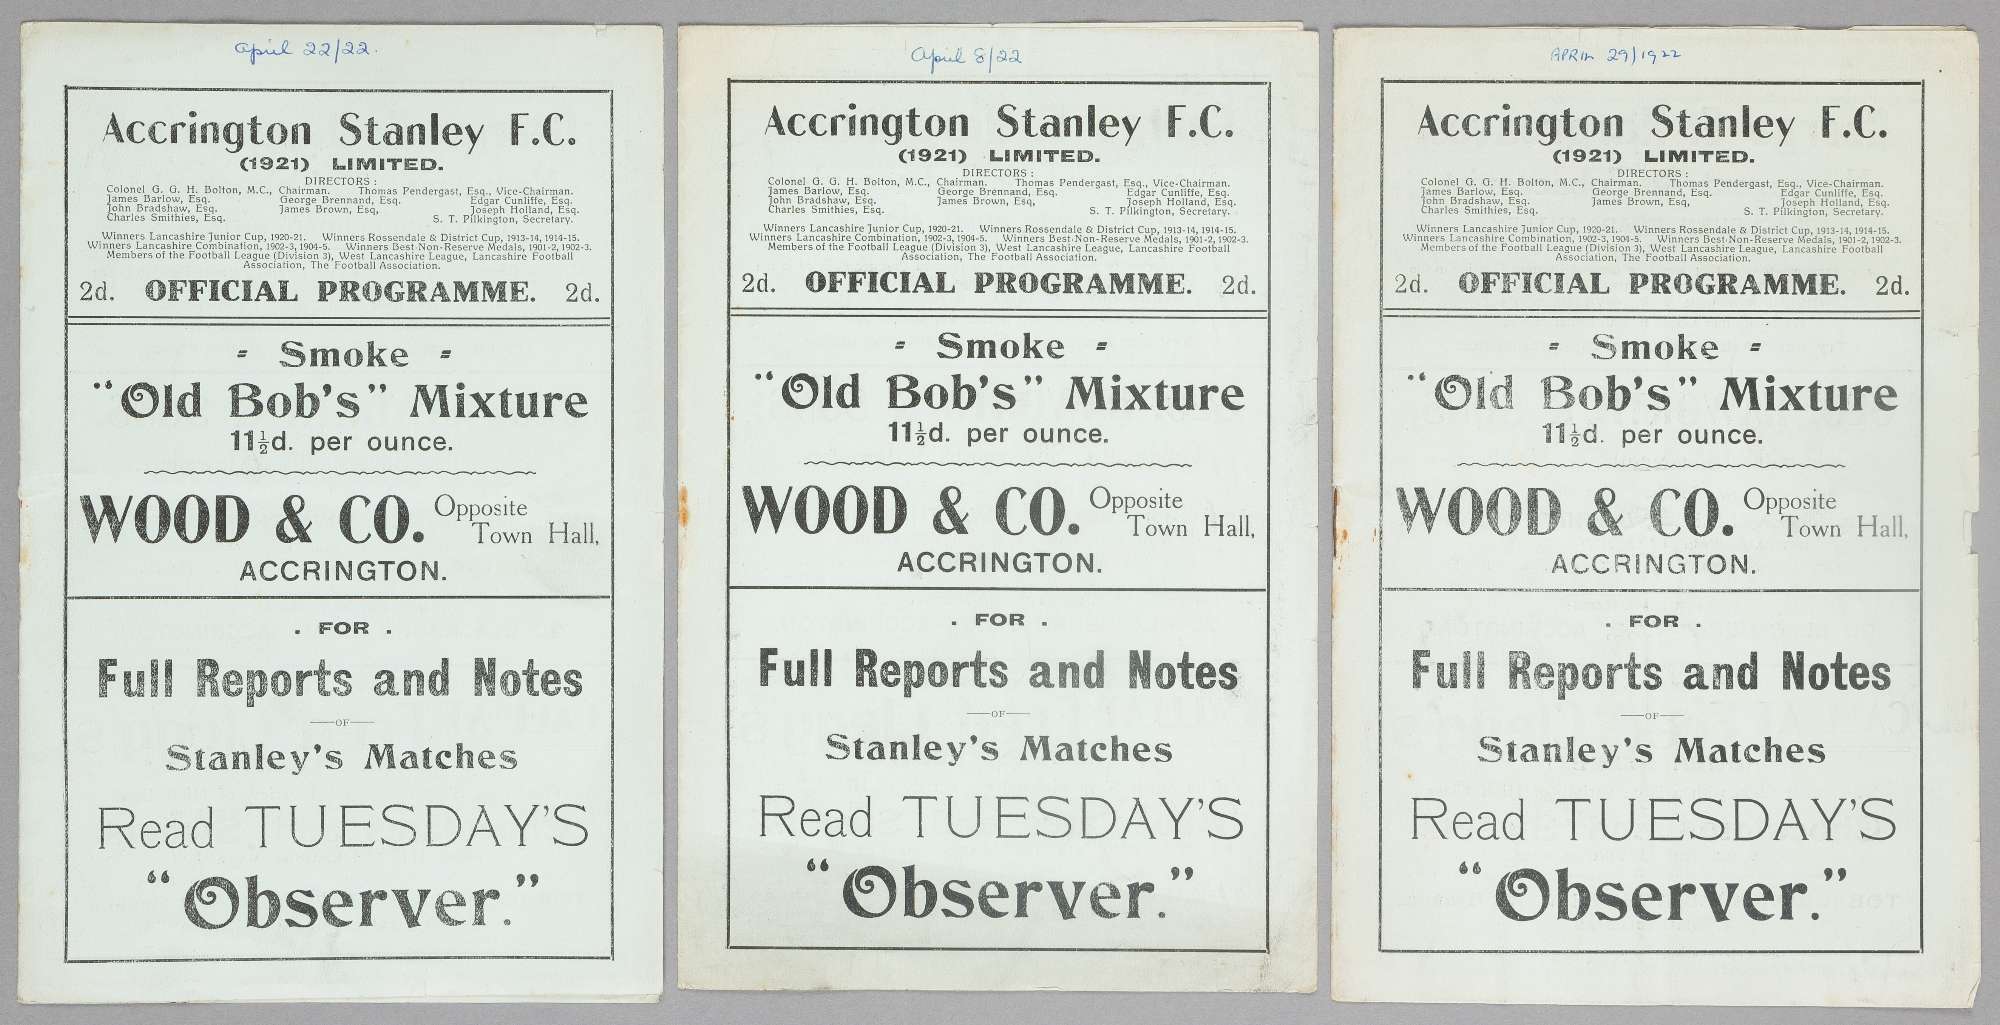 April 22/22.
Accrington Stanley F.C.
(1921) LIMITED.
DIRECTORS:
Colonel G. G. H. Bolton, M.C., Chairman. Thomas Pendergast, Esq., Vice-Chairman.
James Barlow, Esq. George Brennand, Esq. Edgar Cunliffe, Esq.
John Bradshaw, Esq. James Brown, Esq, Joseph Holland, Esq.
Charles Smithies, Esq. S. T. Pilkington, Secretary.
Winners Lancashire Junior Cup, 1920-21. Winners Rossendale & District Cup, 1913-14, 1914-15.
Winners Lancashire Combination, 1902-3, 1904-5. Winners Best Non-Reserve Medals, 1901-2, 1902-3.
Members of the Football League (Division 3), West Lancashire League, Lancashire Football
Association, The Football Association.
2d. OFFICIAL PROGRAMME. 2d.
Smoke
"Old Bob's" Mixture
11½d. per ounce.
WOOD & CO. Opposite
Town Hall,
ACCRINGTON.
. FOR .
Full Reports and Notes
OF
Stanley's Matches
Read TUESDAY'S
"Observer."
April 8/22
Accrington Stanley F.C.
(1921) LIMITED.
DIRECTORS:
Colonel G. G. H. Bolton, M.C., Chairman. Thomas Pendergast, Esq., Vice-Chairman.
James Barlow, Esq. George Brennand, Esq. Edgar Cunliffe, Esq.
John Bradshaw, Esq. James Brown, Esq, Joseph Holland, Esq.
Charles Smithies, Esq. S. T. Pilkington, Secretary.
Winners Lancashire Junior Cup, 1920-21. Winners Rossendale & District Cup, 1913-14, 1914-15.
Winners Lancashire Combination, 1902-3, 1904-5. Winners Best Non-Reserve Medals, 1901-2, 1902-3.
Members of the Football League (Division 3), West Lancashire League, Lancashire Football
Association, The Football Association.
2d. OFFICIAL PROGRAMME. 2d.
Smoke
"Old Bob's" Mixture
11½d. per ounce.
WOOD & CO. Opposite
Town Hall,
ACCRINGTON.
. FOR .
Full Reports and Notes
OF
Stanley's Matches
Read TUESDAY'S
"Observer."
APRIL 29/1922
Accrington Stanley F.C.
(1921) LIMITED.
DIRECTORS:
Colonel G. G. H. Bolton, M.C., Chairman. Thomas Pendergast, Esq., Vice-Chairman.
James Barlow, Esq. George Brennand, Esq. Edgar Cunliffe, Esq.
John Bradshaw, Esq. James Brown, Esq, Joseph Holland, Esq.
Charles Smithies, Esq. S. T. Pilkington, Secretary.
Winners Lancashire Junior Cup, 1920-21. Winners Rossendale & District Cup, 1913-14, 1914-15.
Winners Lancashire Combination, 1902-3, 1904-5. Winners Best Non-Reserve Medals, 1901-2, 1902-3.
Members of the Football League (Division 3), West Lancashire League, Lancashire Football
Association, The Football Association.
2d. OFFICIAL PROGRAMME. 2d.
Smoke
"Old Bob's" Mixture
11½d. per ounce.
WOOD & CO. Opposite
Town Hall,
ACCRINGTON.
. FOR .
Full Reports and Notes
OF
Stanley's Matches
Read TUESDAY'S
"Observer."